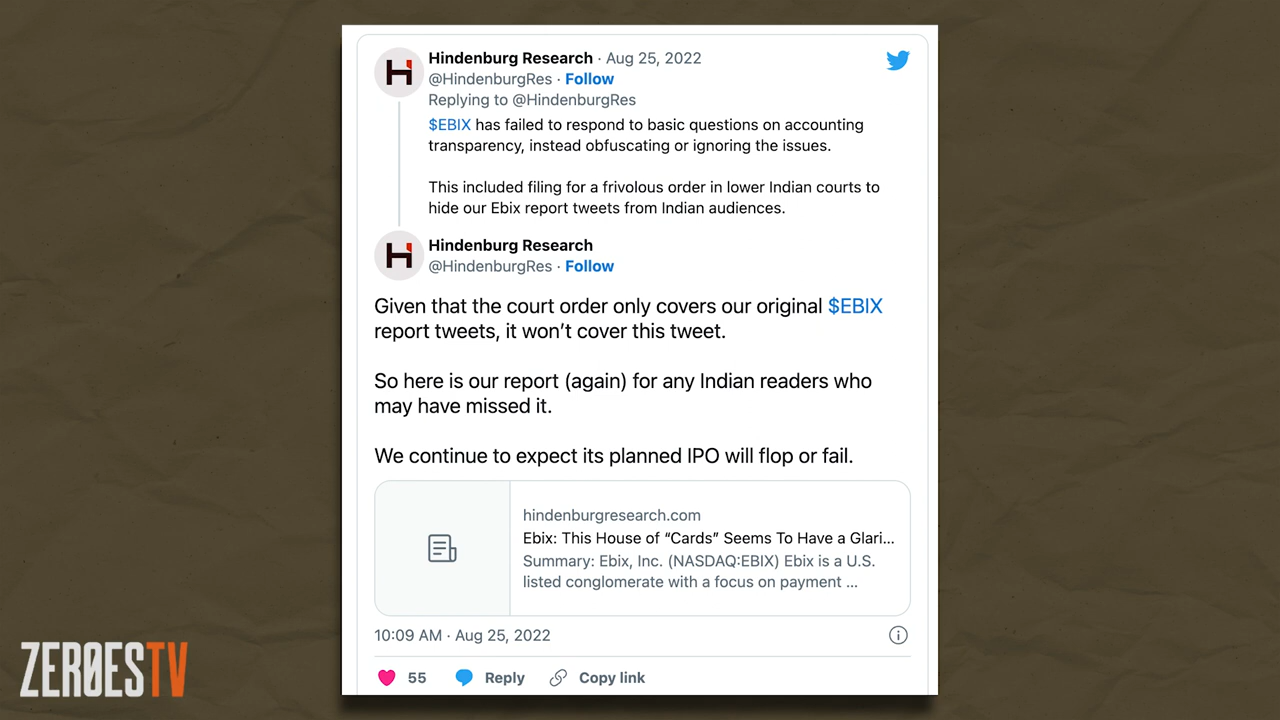 Hindenburg Research · Aug 25, 2022
@HindenburgRes · Follow
Replying to @HindenburgRes
$EBIX has failed to respond to basic questions on accounting
transparency, instead obfuscating or ignoring the issues.
This included filing for a frivolous order in lower Indian courts to
hide our Ebix report tweets from Indian audiences.
Hindenburg Research
@HindenburgRes · Follow
Given that the court order only covers our original $EBIX
report tweets, it won’t cover this tweet.
So here is our report (again) for any Indian readers who
may have missed it.
We continue to expect its planned IPO will flop or fail.
hindenburgresearch.com
Ebix: This House of “Cards” Seems To Have a Glari...
Summary: Ebix, Inc. (NASDAQ:EBIX) Ebix is a U.S.
listed conglomerate with a focus on payment ...
10:09 AM · Aug 25, 2022
55 Reply Copy link
ZERØESTV